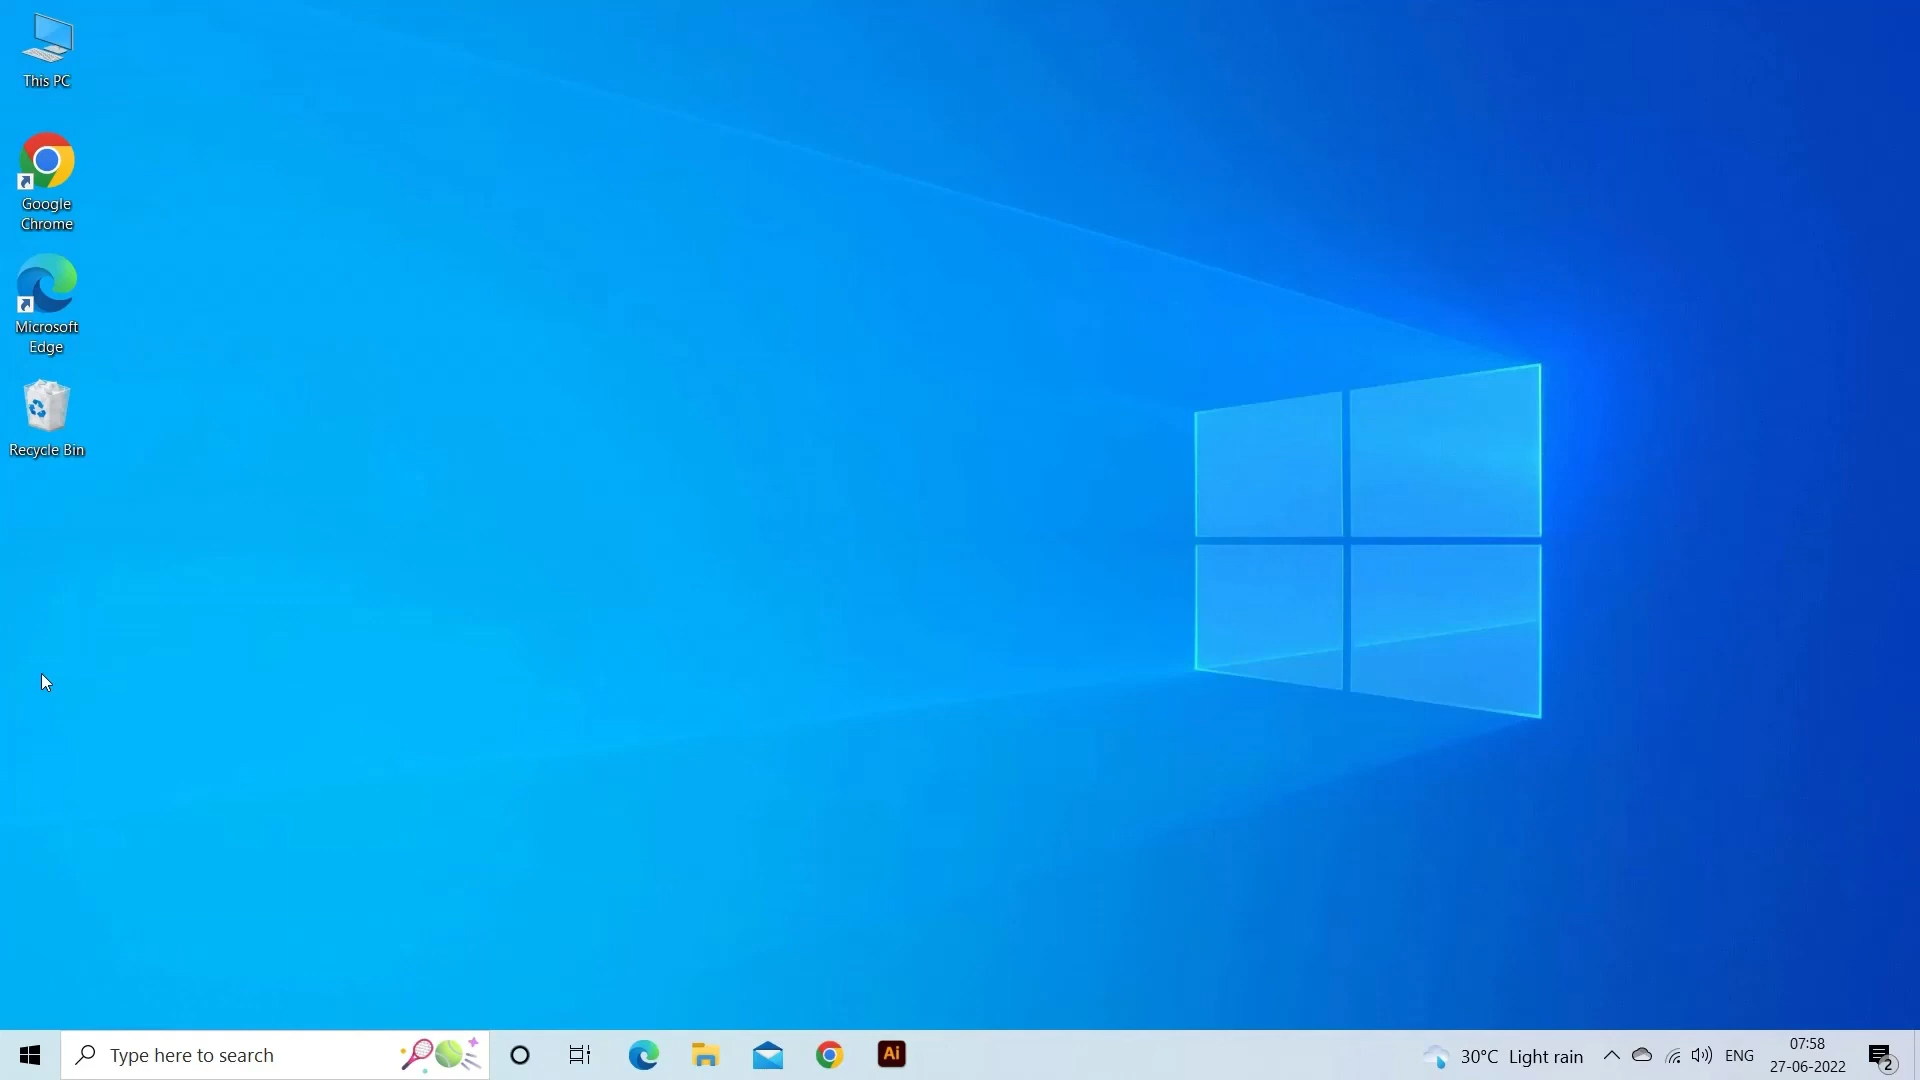 This PC
Google
Chrome
Microsoft
Edge
Recycle Bin
Type here to search
Ai
30°C Light rain
ENG
07:58
27-06-2022
2